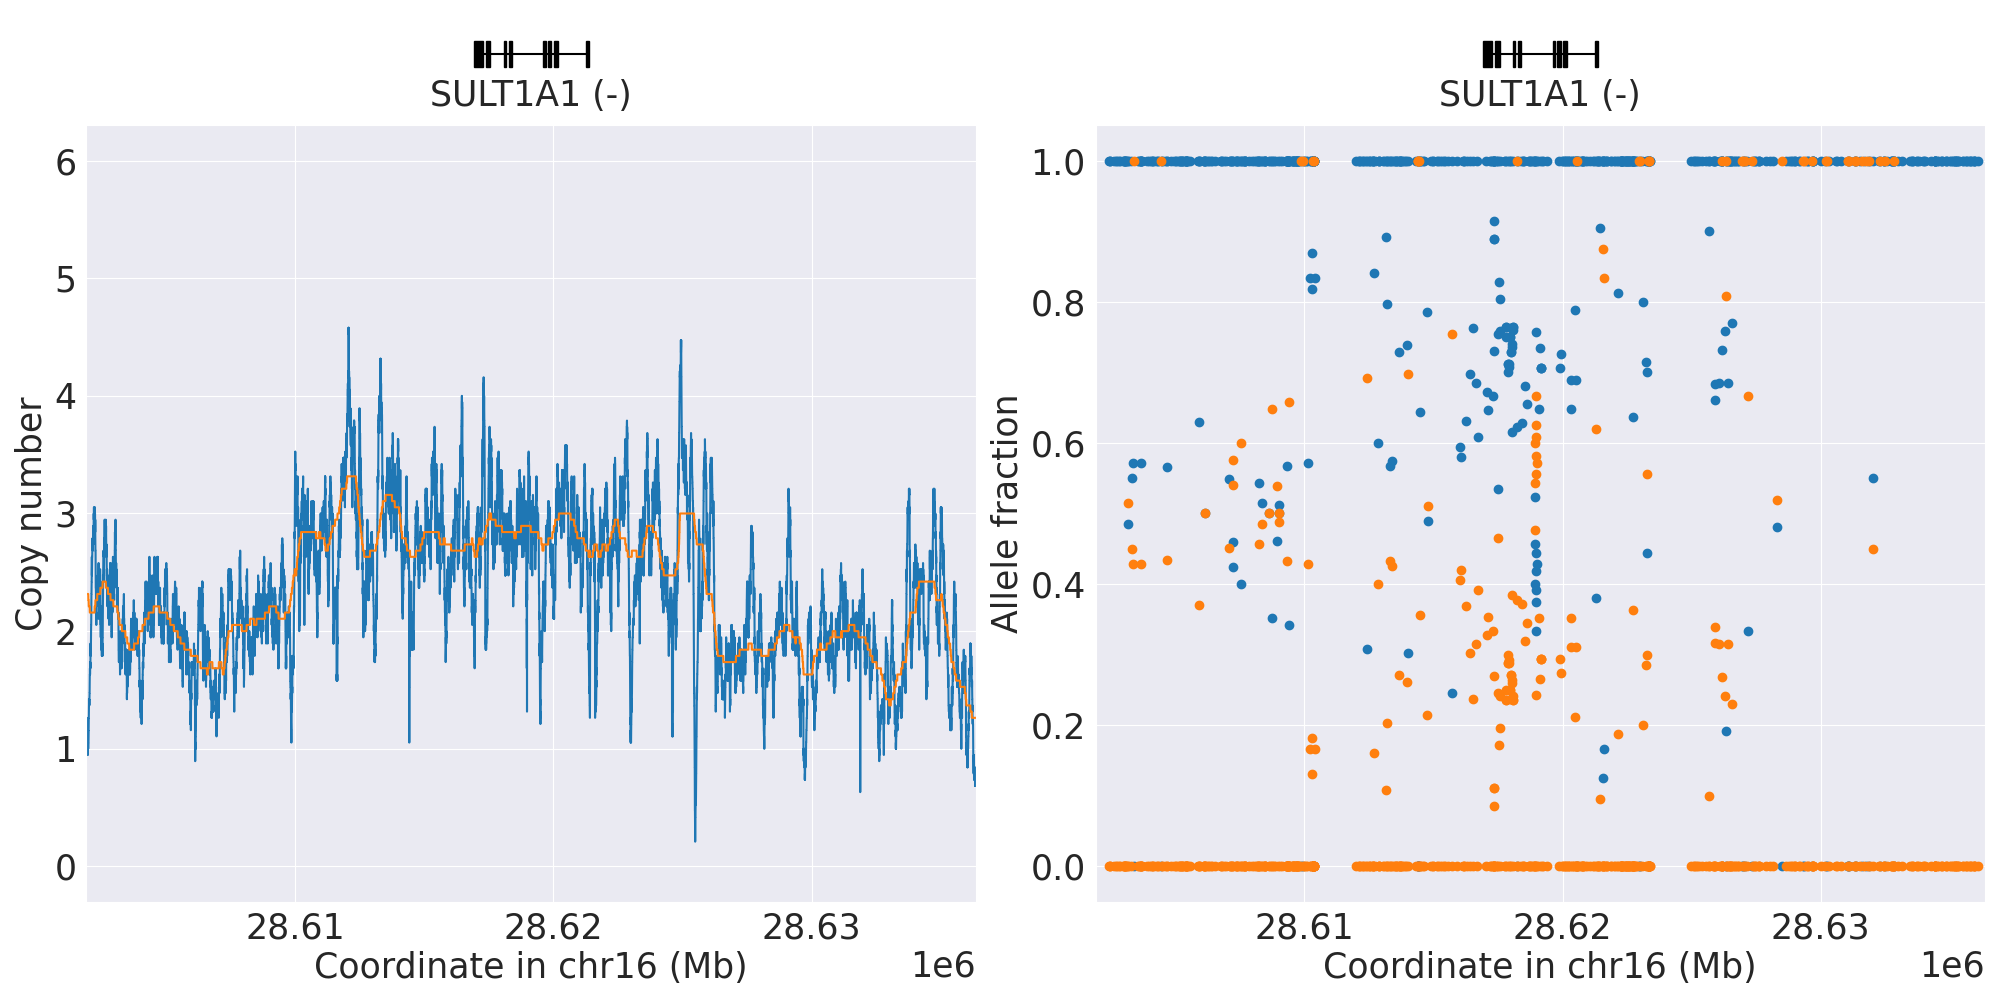 SULT1A1 (-)
SULT1A1 (-)
Copy number
6
5
4
3
2
1
0
28.61
28.62
28.63
Coordinate in chr16 (Mb)
1e6
Allele fraction
1.0
0.8
0.6
0.4
0.2
0.0
28.61
28.62
28.63
Coordinate in chr16 (Mb)
1e6